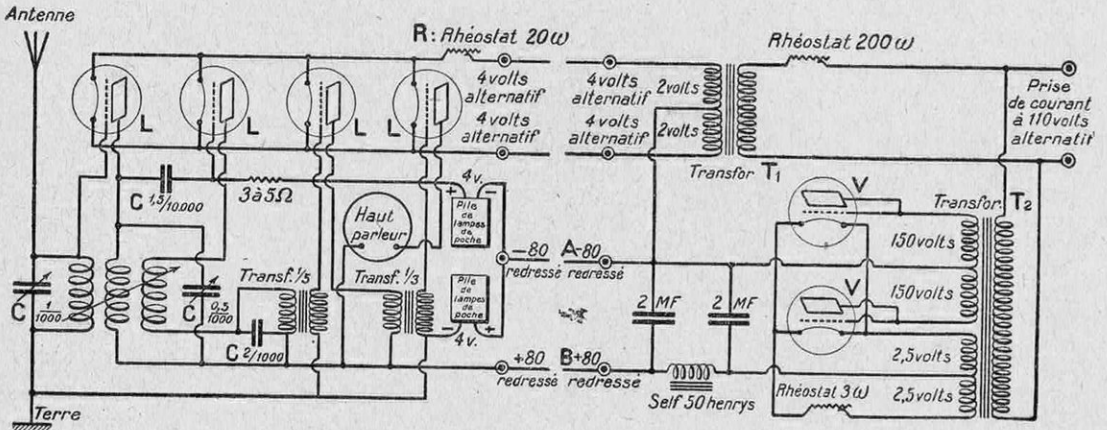 Antenne
R: Rhéostat 20ω
4 volts
alternatif
4 volts
alternatif
4 volts
alternatif
4 volts
alternatif
2 volts
2 volts
Transfor T1
Rhéostat 200ω
Prise
de courant
à 110 volts
alternatif
L
L
L
L
C 1,5/10.000
3 à 5Ω
4 v.
+
−
Pile
de
lampes
de
poche
Haut
parleur
C 1/1000
C 0,5/1000
C 2/1000
Transf. 1/5
Transf. 1/3
Pile
de
lampes
de
poche
−
+
4 v.
−80
redressé
A−80
redressé
+80
redressé
B+80
redressé
2 MF
2 MF
Self 50 henrys
V
V
Transfor. T2
150 volts
150 volts
2,5 volts
2,5 volts
Rhéostat 3ω
Terre